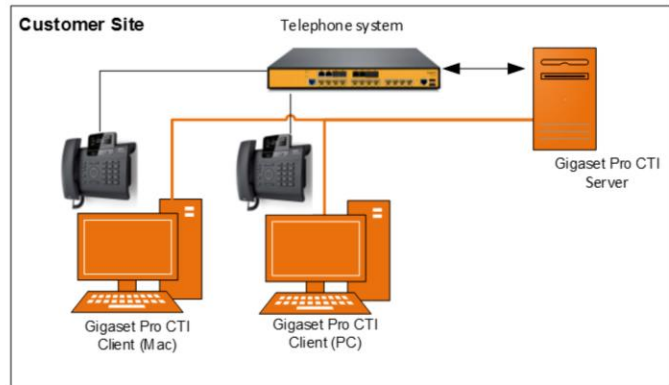 Customer Site
Telephone system
Gigaset Pro CTI
Server
Gigaset Pro CTI
Client (Mac)
Gigaset Pro CTI
Client (PC)